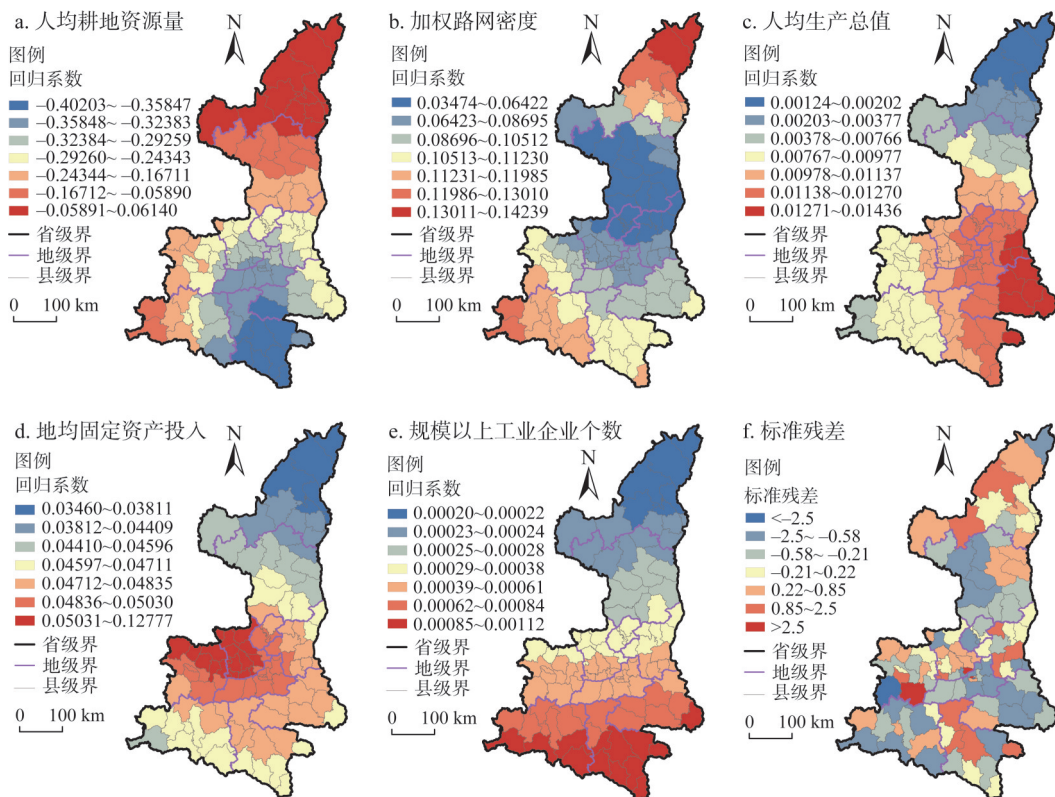 a. 人均耕地资源量
N
图例
回归系数
−0.40203~ −0.35847
−0.35848~ −0.32383
−0.32384~ −0.29259
−0.29260~ −0.24343
−0.24344~ −0.16711
−0.16712~ −0.05890
−0.05891~0.06140
省级界
地级界
县级界
0 100 km
b. 加权路网密度
N
图例
回归系数
0.03474~0.06422
0.06423~0.08695
0.08696~0.10512
0.10513~0.11230
0.11231~0.11985
0.11986~0.13010
0.13011~0.14239
省级界
地级界
县级界
0 100 km
c. 人均生产总值
N
图例
回归系数
0.00124~0.00202
0.00203~0.00377
0.00378~0.00766
0.00767~0.00977
0.00978~0.01137
0.01138~0.01270
0.01271~0.01436
省级界
地级界
县级界
0 100 km
d. 地均固定资产投入
N
图例
回归系数
0.03460~0.03811
0.03812~0.04409
0.04410~0.04596
0.04597~0.04711
0.04712~0.04835
0.04836~0.05030
0.05031~0.12777
省级界
地级界
县级界
0 100 km
e. 规模以上工业企业个数
N
图例
回归系数
0.00020~0.00022
0.00023~0.00024
0.00025~0.00028
0.00029~0.00038
0.00039~0.00061
0.00062~0.00084
0.00085~0.00112
省级界
地级界
县级界
0 100 km
f. 标准残差
N
图例
标准残差
<−2.5
−2.5~ −0.58
−0.58~ −0.21
−0.21~0.22
0.22~0.85
0.85~2.5
>2.5
省级界
地级界
县级界
0 100 km